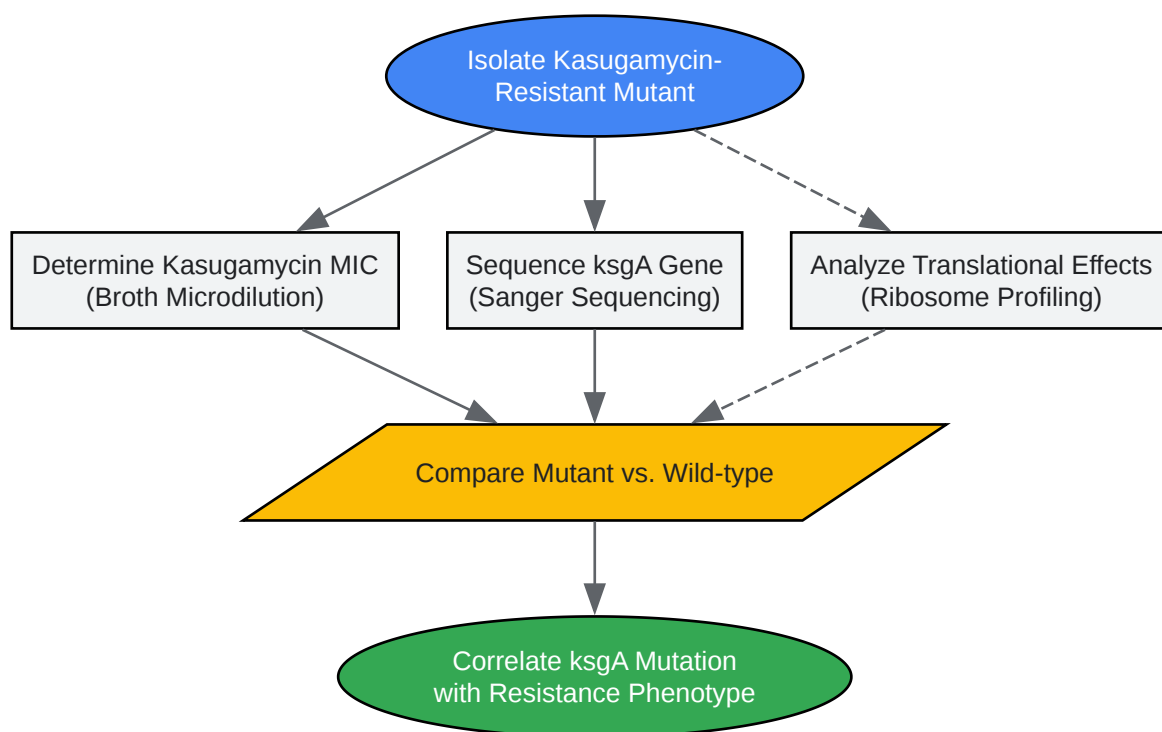 Isolate Kasugamycin-
Resistant Mutant
Determine Kasugamycin MIC
(Broth Microdilution)
Sequence ksgA Gene
(Sanger Sequencing)
Analyze Translational Effects
(Ribosome Profiling)
Compare Mutant vs. Wild-type
Correlate ksgA Mutation
with Resistance Phenotype